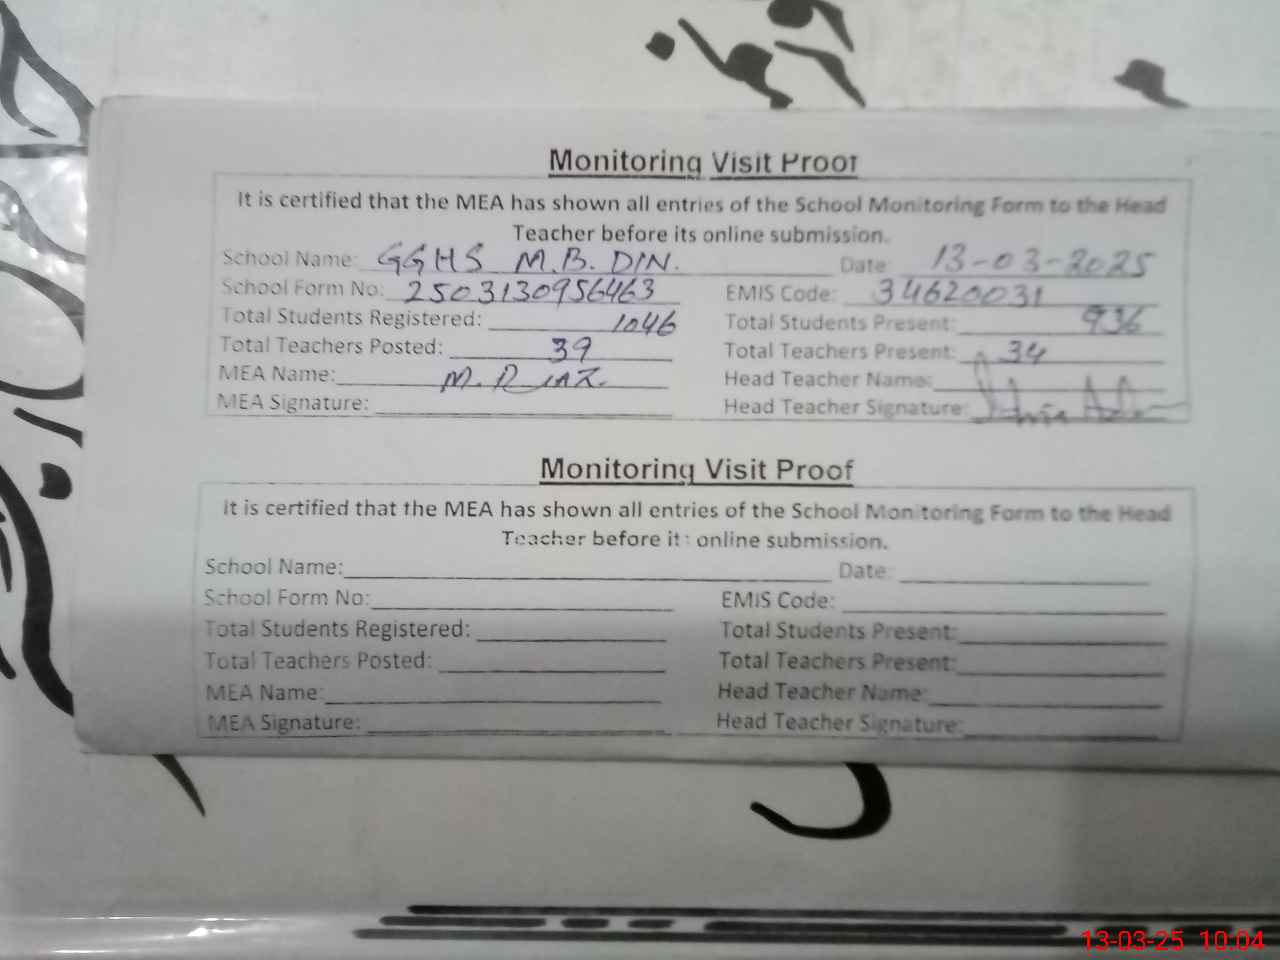 Monitoring Visit Proof
It is certified that the MEA has shown all entries of the School Monitoring Form to the Head
Teacher before its online submission.
School Name: GGHS M.B. DIN. Date: 13-03-2025
School Form No: 2503130956463 EMIS Code: 34620031
Total Students Registered: 1046 Total Students Present: 936
Total Teachers Posted: 39 Total Teachers Present: 34
MEA Name: M. RIAZ. Head Teacher Name:
MEA Signature: Head Teacher Signature:
Monitoring Visit Proof
It is certified that the MEA has shown all entries of the School Monitoring Form to the Head
Teacher before its online submission.
School Name: Date:
School Form No: EMIS Code:
Total Students Registered: Total Students Present:
Total Teachers Posted: Total Teachers Present:
MEA Name: Head Teacher Name:
MEA Signature: Head Teacher Signature:
13-03-25 10:04